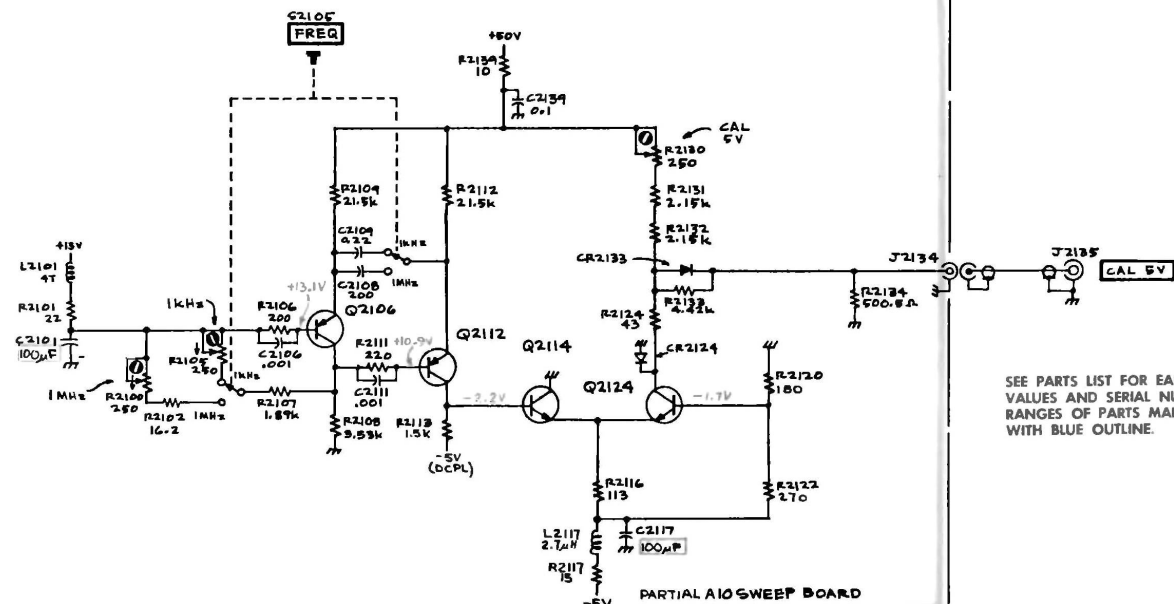 S2105
FREQ
+50V
R2139
10
C2139
0.1
CAL
5V
R2130
250
R2109
21.5k
R2112
21.5k
R2131
2.15k
R2132
2.15k
C2109
0.22
1kHz
C2108
200
1MHz
+15V
L2101
4T
R2101
22
C2101
100µF
1kHz
R2106
200
+13.1V
Q2106
C2106
.001
R2105
250
1kHz
1MHz
R2100
250
R2102
16.2
1MHz
R2107
1.89k
R2108
3.53k
R2111
220
+10.9V
C2111
.001
Q2112
R2113
1.5k
-5V
(DCPL)
-2.2V
Q2114
Q2124
CR2133
R2133
4.42k
R2124
43
CR2124
-1.7V
R2120
180
R2122
270
R2116
113
L2117
2.7µH
C2117
100µF
R2117
15
-5V
R2134
500.5Ω
J2134
J2135
CAL 5V
SEE PARTS LIST FOR EA
VALUES AND SERIAL NU
RANGES OF PARTS MAR
WITH BLUE OUTLINE.
PARTIAL A10 SWEEP BOARD